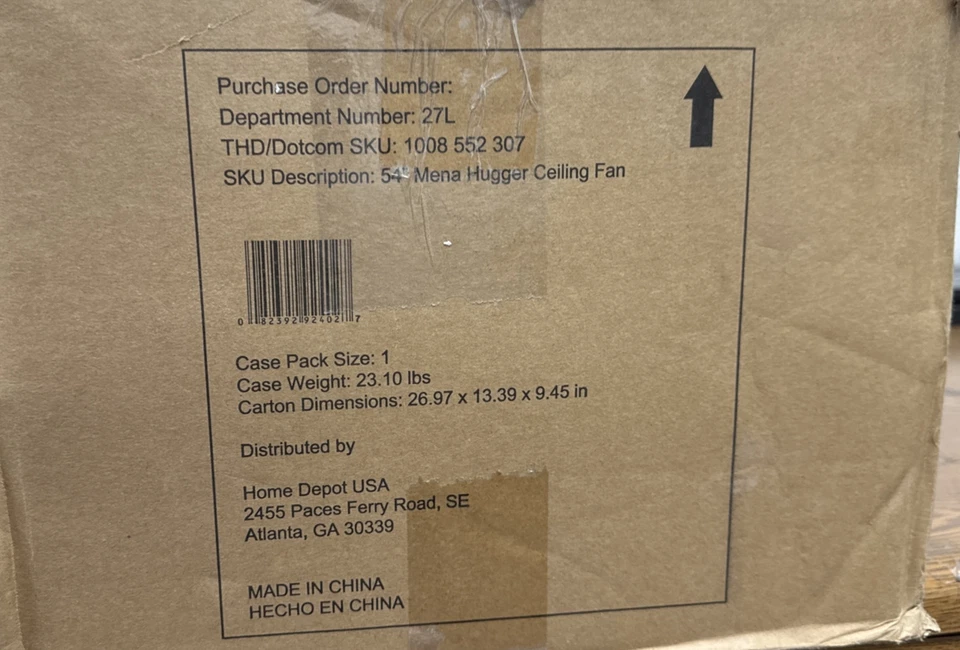 Purchase Order Number:
Department Number: 27L
THD/Dotcom SKU: 1008 552 307
SKU Description: 54" Mena Hugger Ceiling Fan
0 82392 92402 7
Case Pack Size: 1
Case Weight: 23.10 lbs
Carton Dimensions: 26.97 x 13.39 x 9.45 in
Distributed by
Home Depot USA
2455 Paces Ferry Road, SE
Atlanta, GA 30339
MADE IN CHINA
HECHO EN CHINA